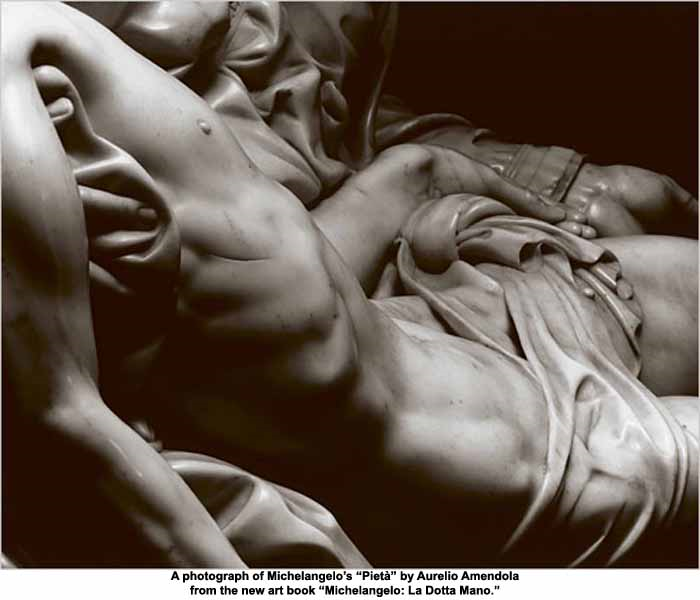 A photograph of Michelangelo's “Pietà” by Aurelio Amendola
from the new art book “Michelangelo: La Dotta Mano.”